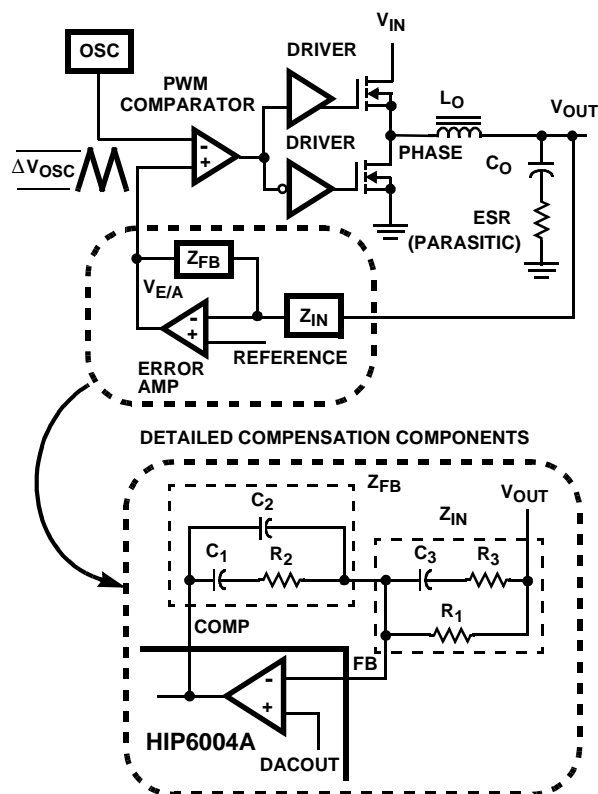 V_IN
OSC
DRIVER
PWM
COMPARATOR
L_O
V_OUT
DRIVER
ΔV_OSC
PHASE
C_O
ESR
(PARASITIC)
Z_FB
V_E/A
Z_IN
REFERENCE
ERROR
AMP
DETAILED COMPENSATION COMPONENTS
Z_FB
V_OUT
C_2
Z_IN
C_1
R_2
C_3
R_3
R_1
COMP
FB
HIP6004A
DACOUT
-
+
-
+
-
+